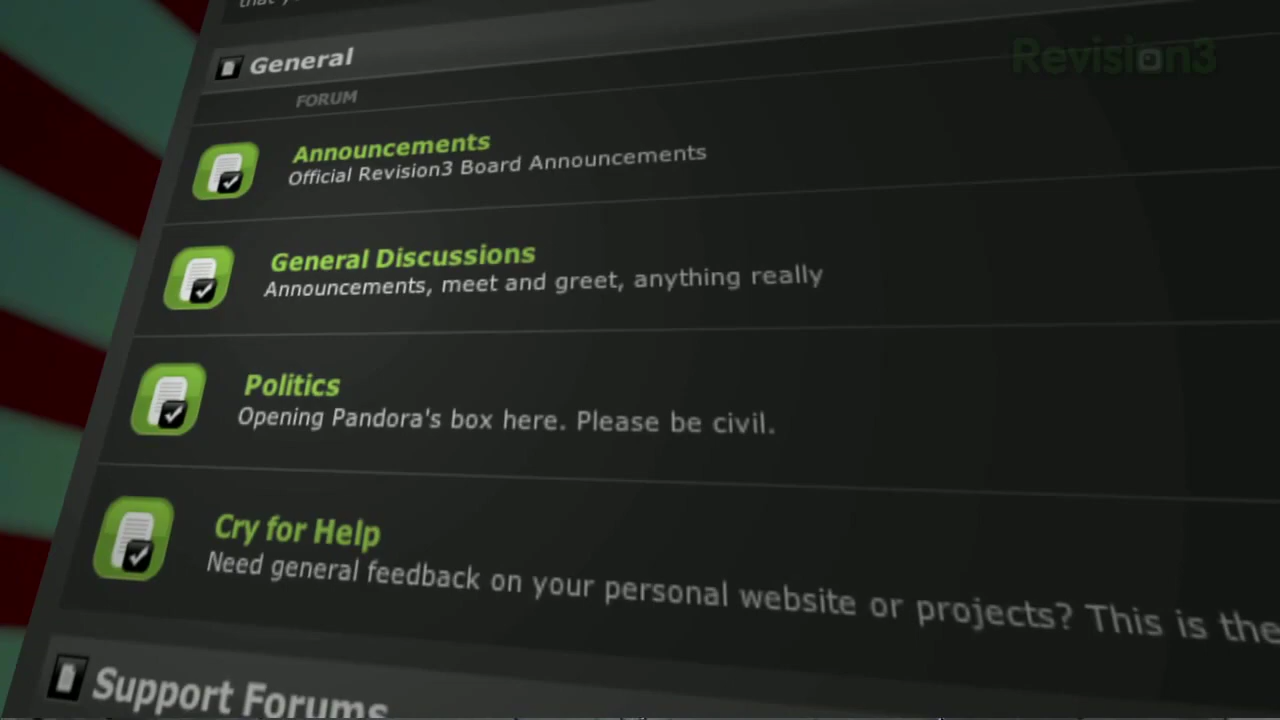 that
Revision3
General
FORUM
Announcements
Official Revision3 Board Announcements
General Discussions
Announcements, meet and greet, anything really
Politics
Opening Pandora's box here. Please be civil.
Cry for Help
Need general feedback on your personal website or projects? This is the
Support Forums